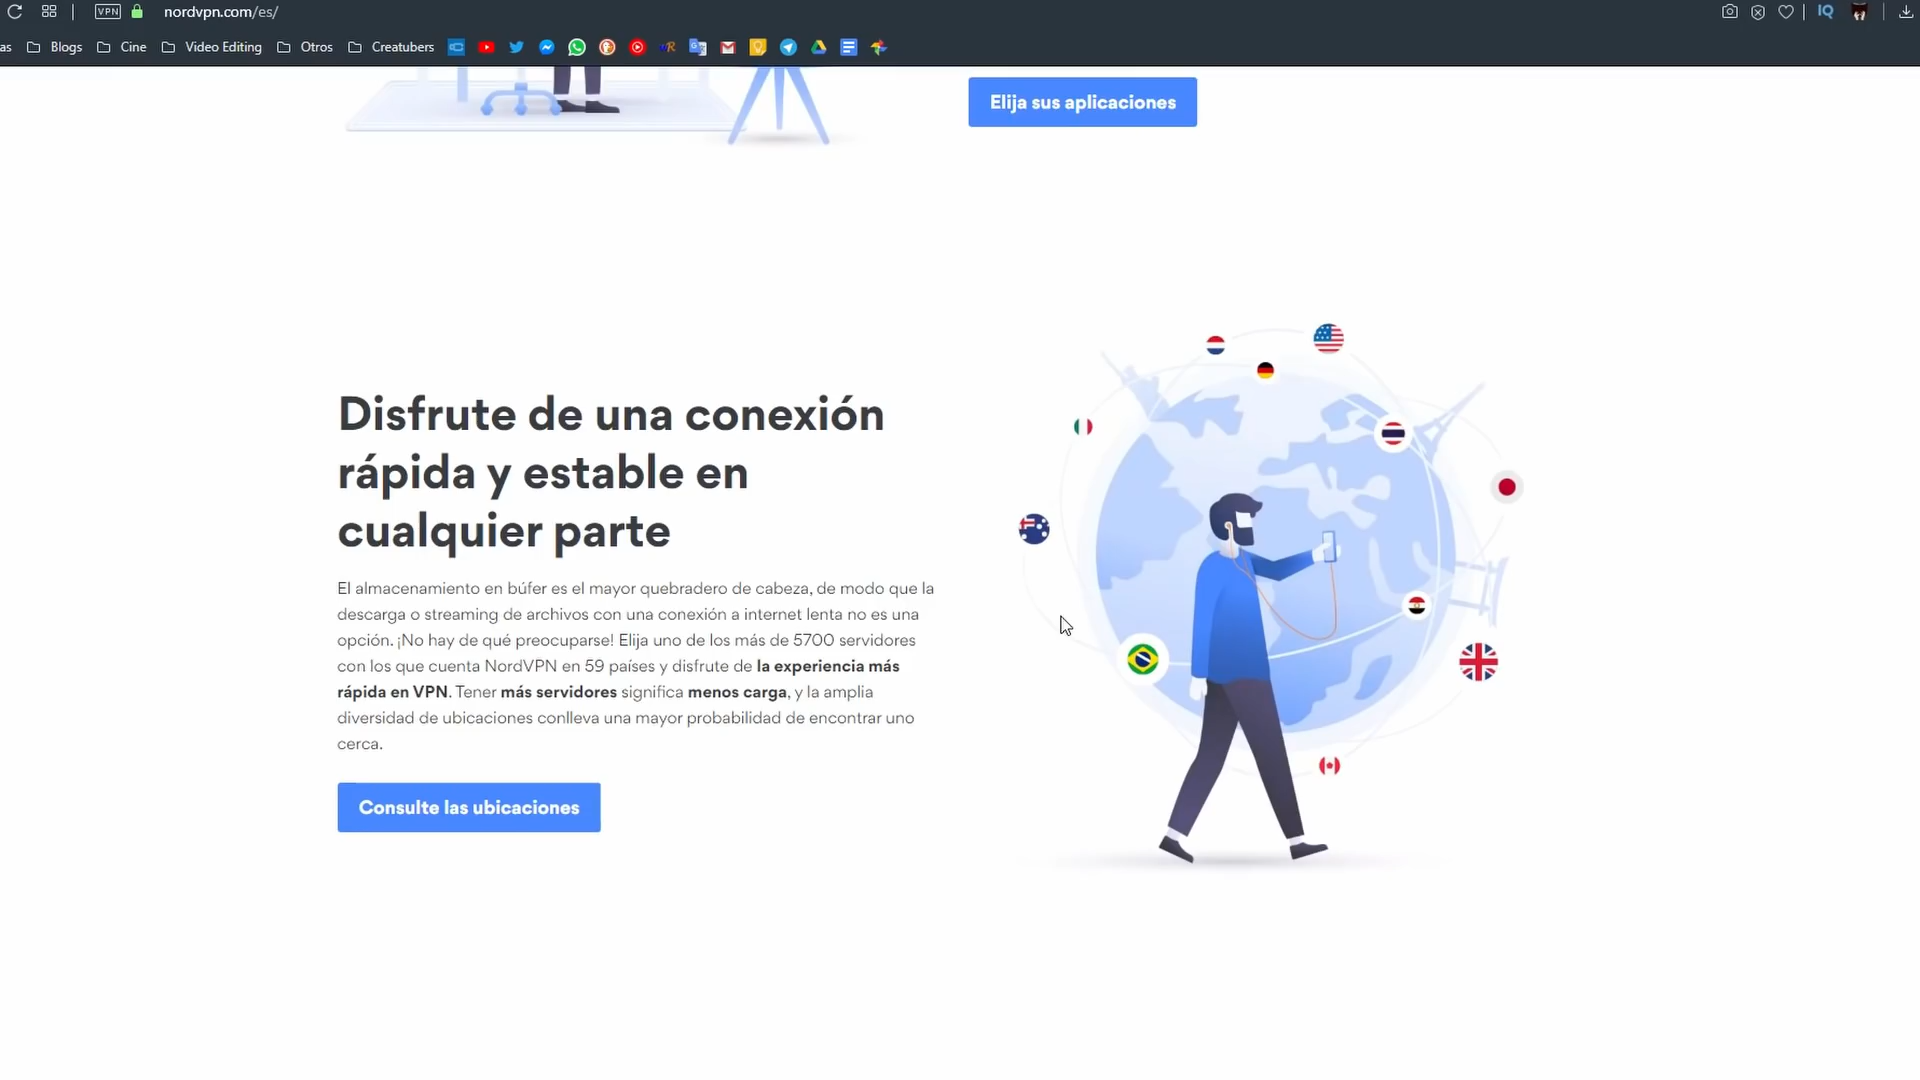 VPN nordvpn.com/es/ IQ
as Blogs Cine Video Editing Otros Creatubers
Elija sus aplicaciones
Disfrute de una conexión
rápida y estable en
cualquier parte
El almacenamiento en búfer es el mayor quebradero de cabeza, de modo que la
descarga o streaming de archivos con una conexión a internet lenta no es una
opción. ¡No hay de qué preocuparse! Elija uno de los más de 5700 servidores
con los que cuenta NordVPN en 59 países y disfrute de la experiencia más
rápida en VPN. Tener más servidores significa menos carga, y la amplia
diversidad de ubicaciones conlleva una mayor probabilidad de encontrar uno
cerca.
Consulte las ubicaciones